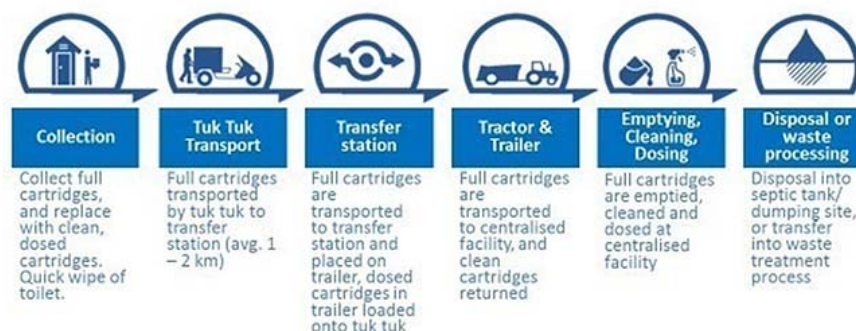 Collection
Collect full
cartridges,
and replace
with clean,
dosed
cartridges.
Quick wipe of
toilet.
Tuk Tuk
Transport
Full cartridges
transported
by tuk tuk to
transfer
station (avg. 1
– 2 km)
Transfer
station
Full cartridges
are
transported
to transfer
station and
placed on
trailer, dosed
cartridges in
trailer loaded
onto tuk tuk
Tractor &
Trailer
Full cartridges
are
transported
to centralised
facility, and
clean
cartridges
returned
Emptying,
Cleaning,
Dosing
Full cartridges
are emptied,
cleaned and
dosed at
centralised
facility
Disposal or
waste
processing
Disposal into
septic tank/
dumping site,
or transfer
into waste
treatment
process